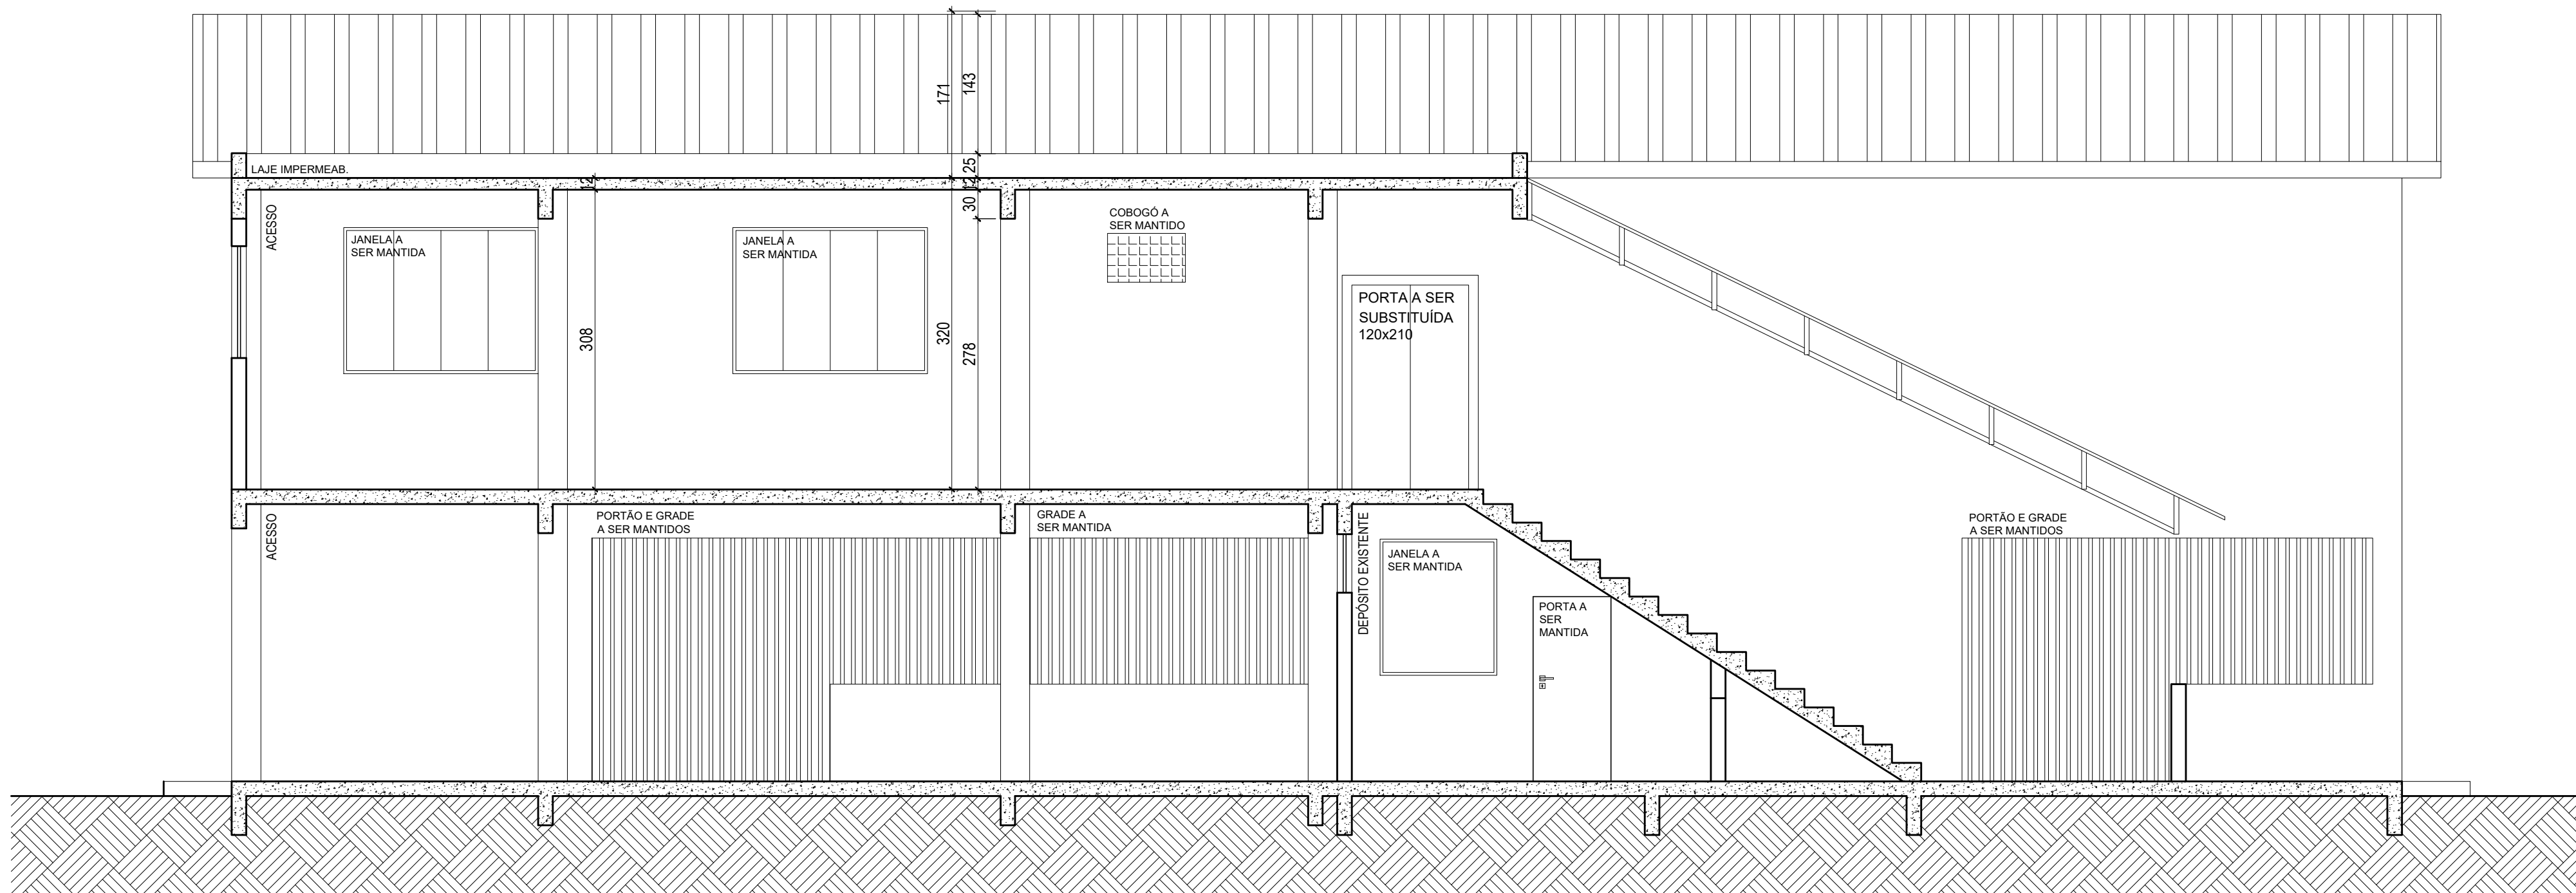 171
143
25
12
12
30
LAJE IMPERMEAB.
ACESSO
JANELA A
SER MANTIDA
JANELA A
SER MANTIDA
COBOGÓ A
SER MANTIDO
PORTA A SER
SUBSTITUÍDA
120x210
308
320
278
ACESSO
PORTÃO E GRADE
A SER MANTIDOS
GRADE A
SER MANTIDA
DEPÓSITO EXISTENTE
JANELA A
SER MANTIDA
PORTA A
SER
MANTIDA
PORTÃO E GRADE
A SER MANTIDOS